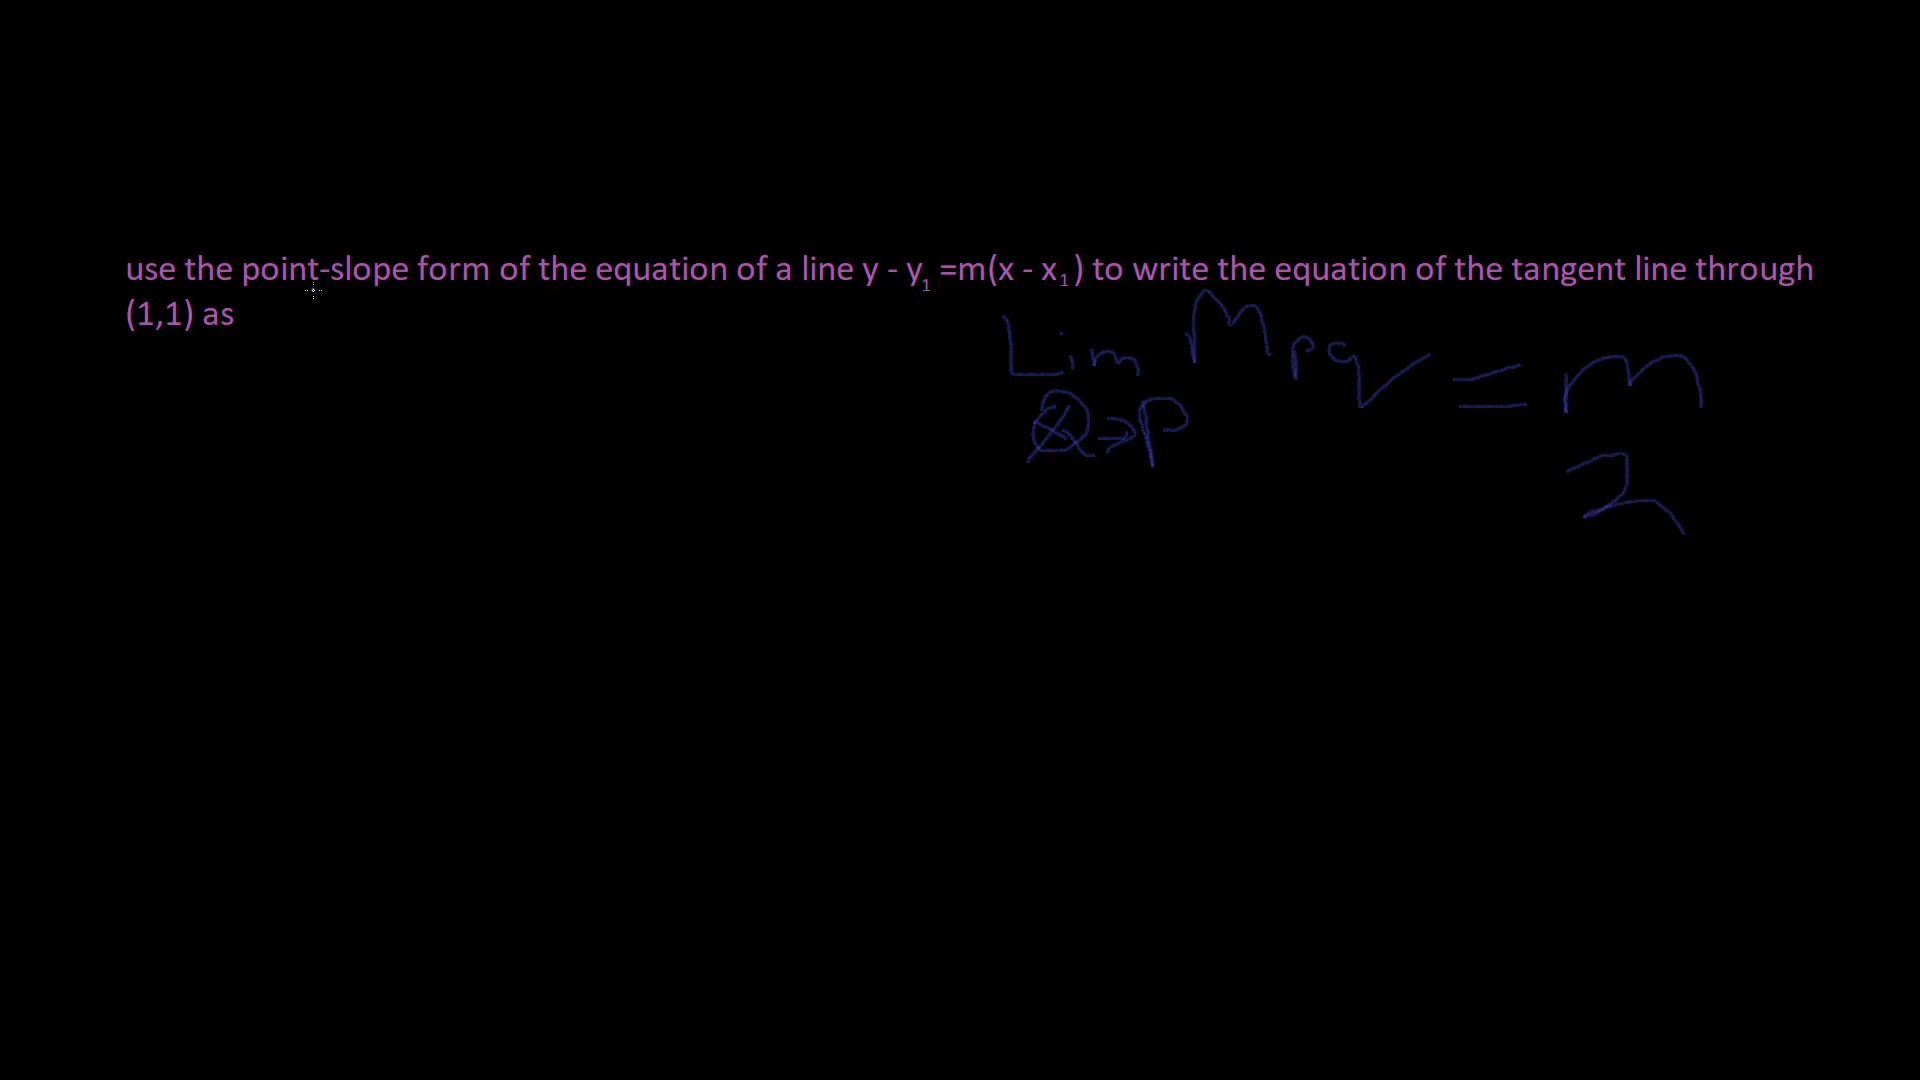 use the point-slope form of the equation of a line y - y₁ =m(x - x₁) to write the equation of the tangent line through
(1,1) as
Lim Mpq = m
Q→P
2